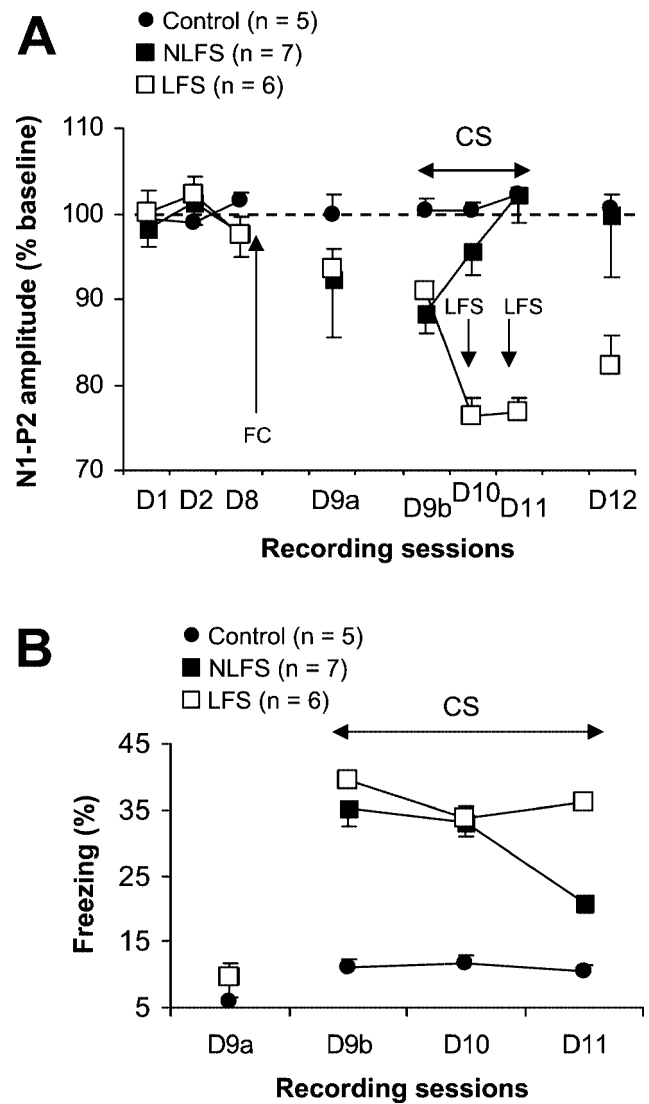 A
Control (n = 5)
NLFS (n = 7)
LFS (n = 6)
N1-P2 amplitude (% baseline)
110
100
90
80
70
CS
LFS LFS
FC
D1 D2 D8 D9a D9b D10 D11 D12
Recording sessions
B
Control (n = 5)
NLFS (n = 7)
LFS (n = 6)
CS
Freezing (%)
45
35
25
15
5
D9a D9b D10 D11
Recording sessions